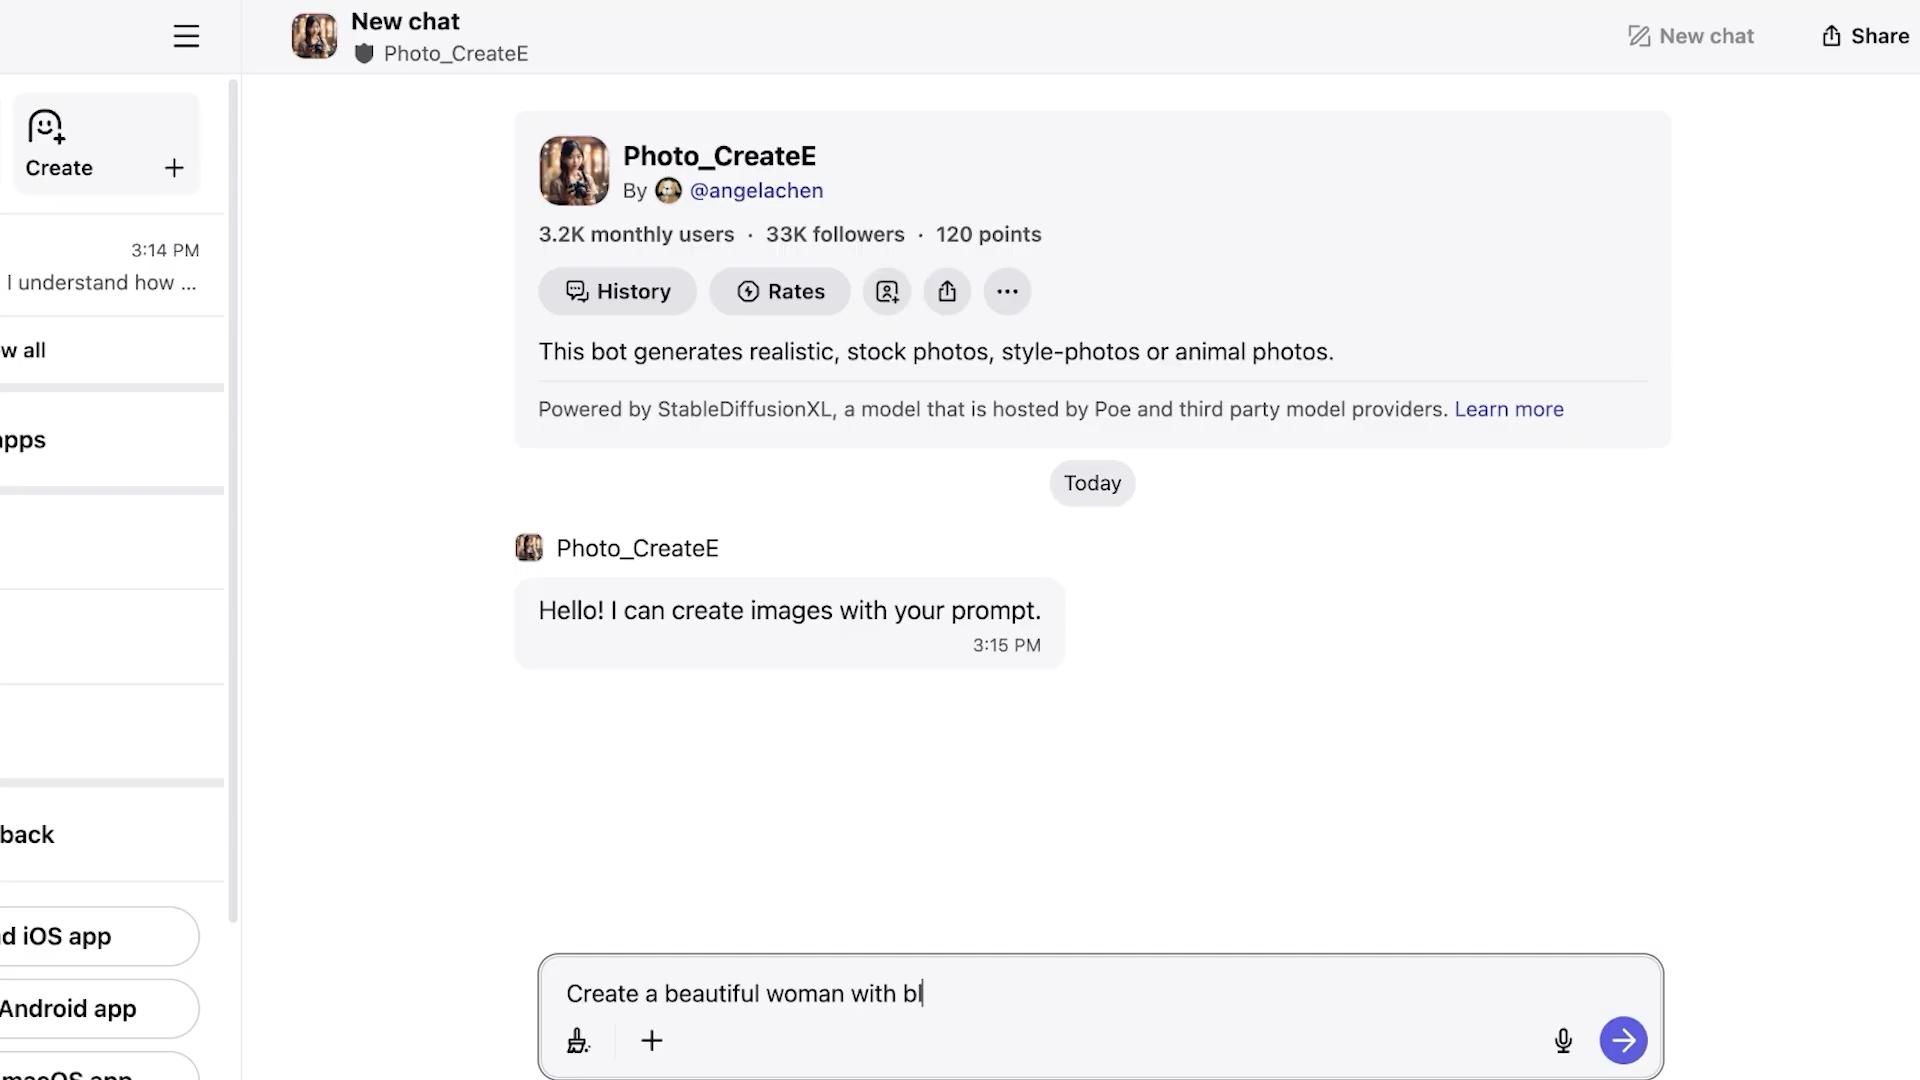 New chat
Photo_CreateE
New chat
Share
Create
3:14 PM
I understand how ...
w all
apps
back
d iOS app
Android app
macOS app
Photo_CreateE
By @angelachen
3.2K monthly users · 33K followers · 120 points
History
Rates
This bot generates realistic, stock photos, style-photos or animal photos.
Powered by StableDiffusionXL, a model that is hosted by Poe and third party model providers. Learn more
Today
Photo_CreateE
Hello! I can create images with your prompt.
3:15 PM
Create a beautiful woman with bl